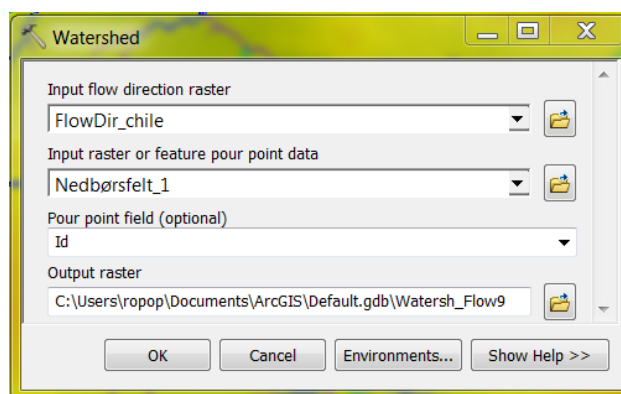 Watershed
Input flow direction raster
FlowDir_chile
Input raster or feature pour point data
Nedbørsfelt_1
Pour point field (optional)
Id
Output raster
C:\Users\ropop\Documents\ArcGIS\Default.gdb\Watersh_Flow9
OK Cancel Environments... Show Help >>